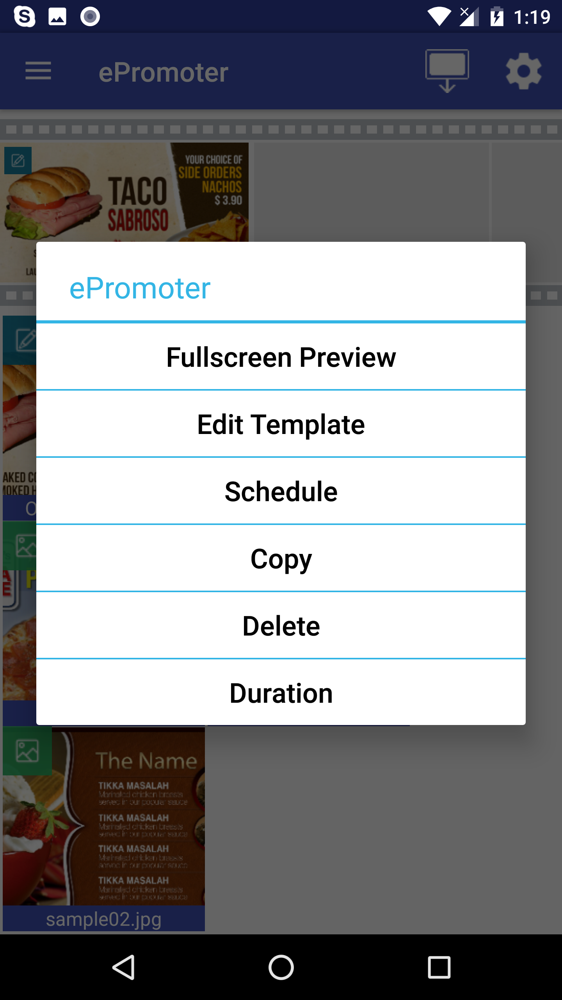 1:19
ePromoter
YOUR CHOICE OF
SIDE ORDERS
NACHOS
$ 3.90
TACO
SABROSO
ePromoter
Fullscreen Preview
Edit Template
Schedule
Copy
Delete
Duration
The Name
TIKKA MASALAH
Marinated chicken breasts
served in our popular sauce
TIKKA MASALAH
Marinated chicken breasts
served in our popular sauce
TIKKA MASALAH
Marinated chicken breasts
served in our popular sauce
TIKKA MASALAH
Marinated chicken breasts
served in our popular sauce
sample02.jpg